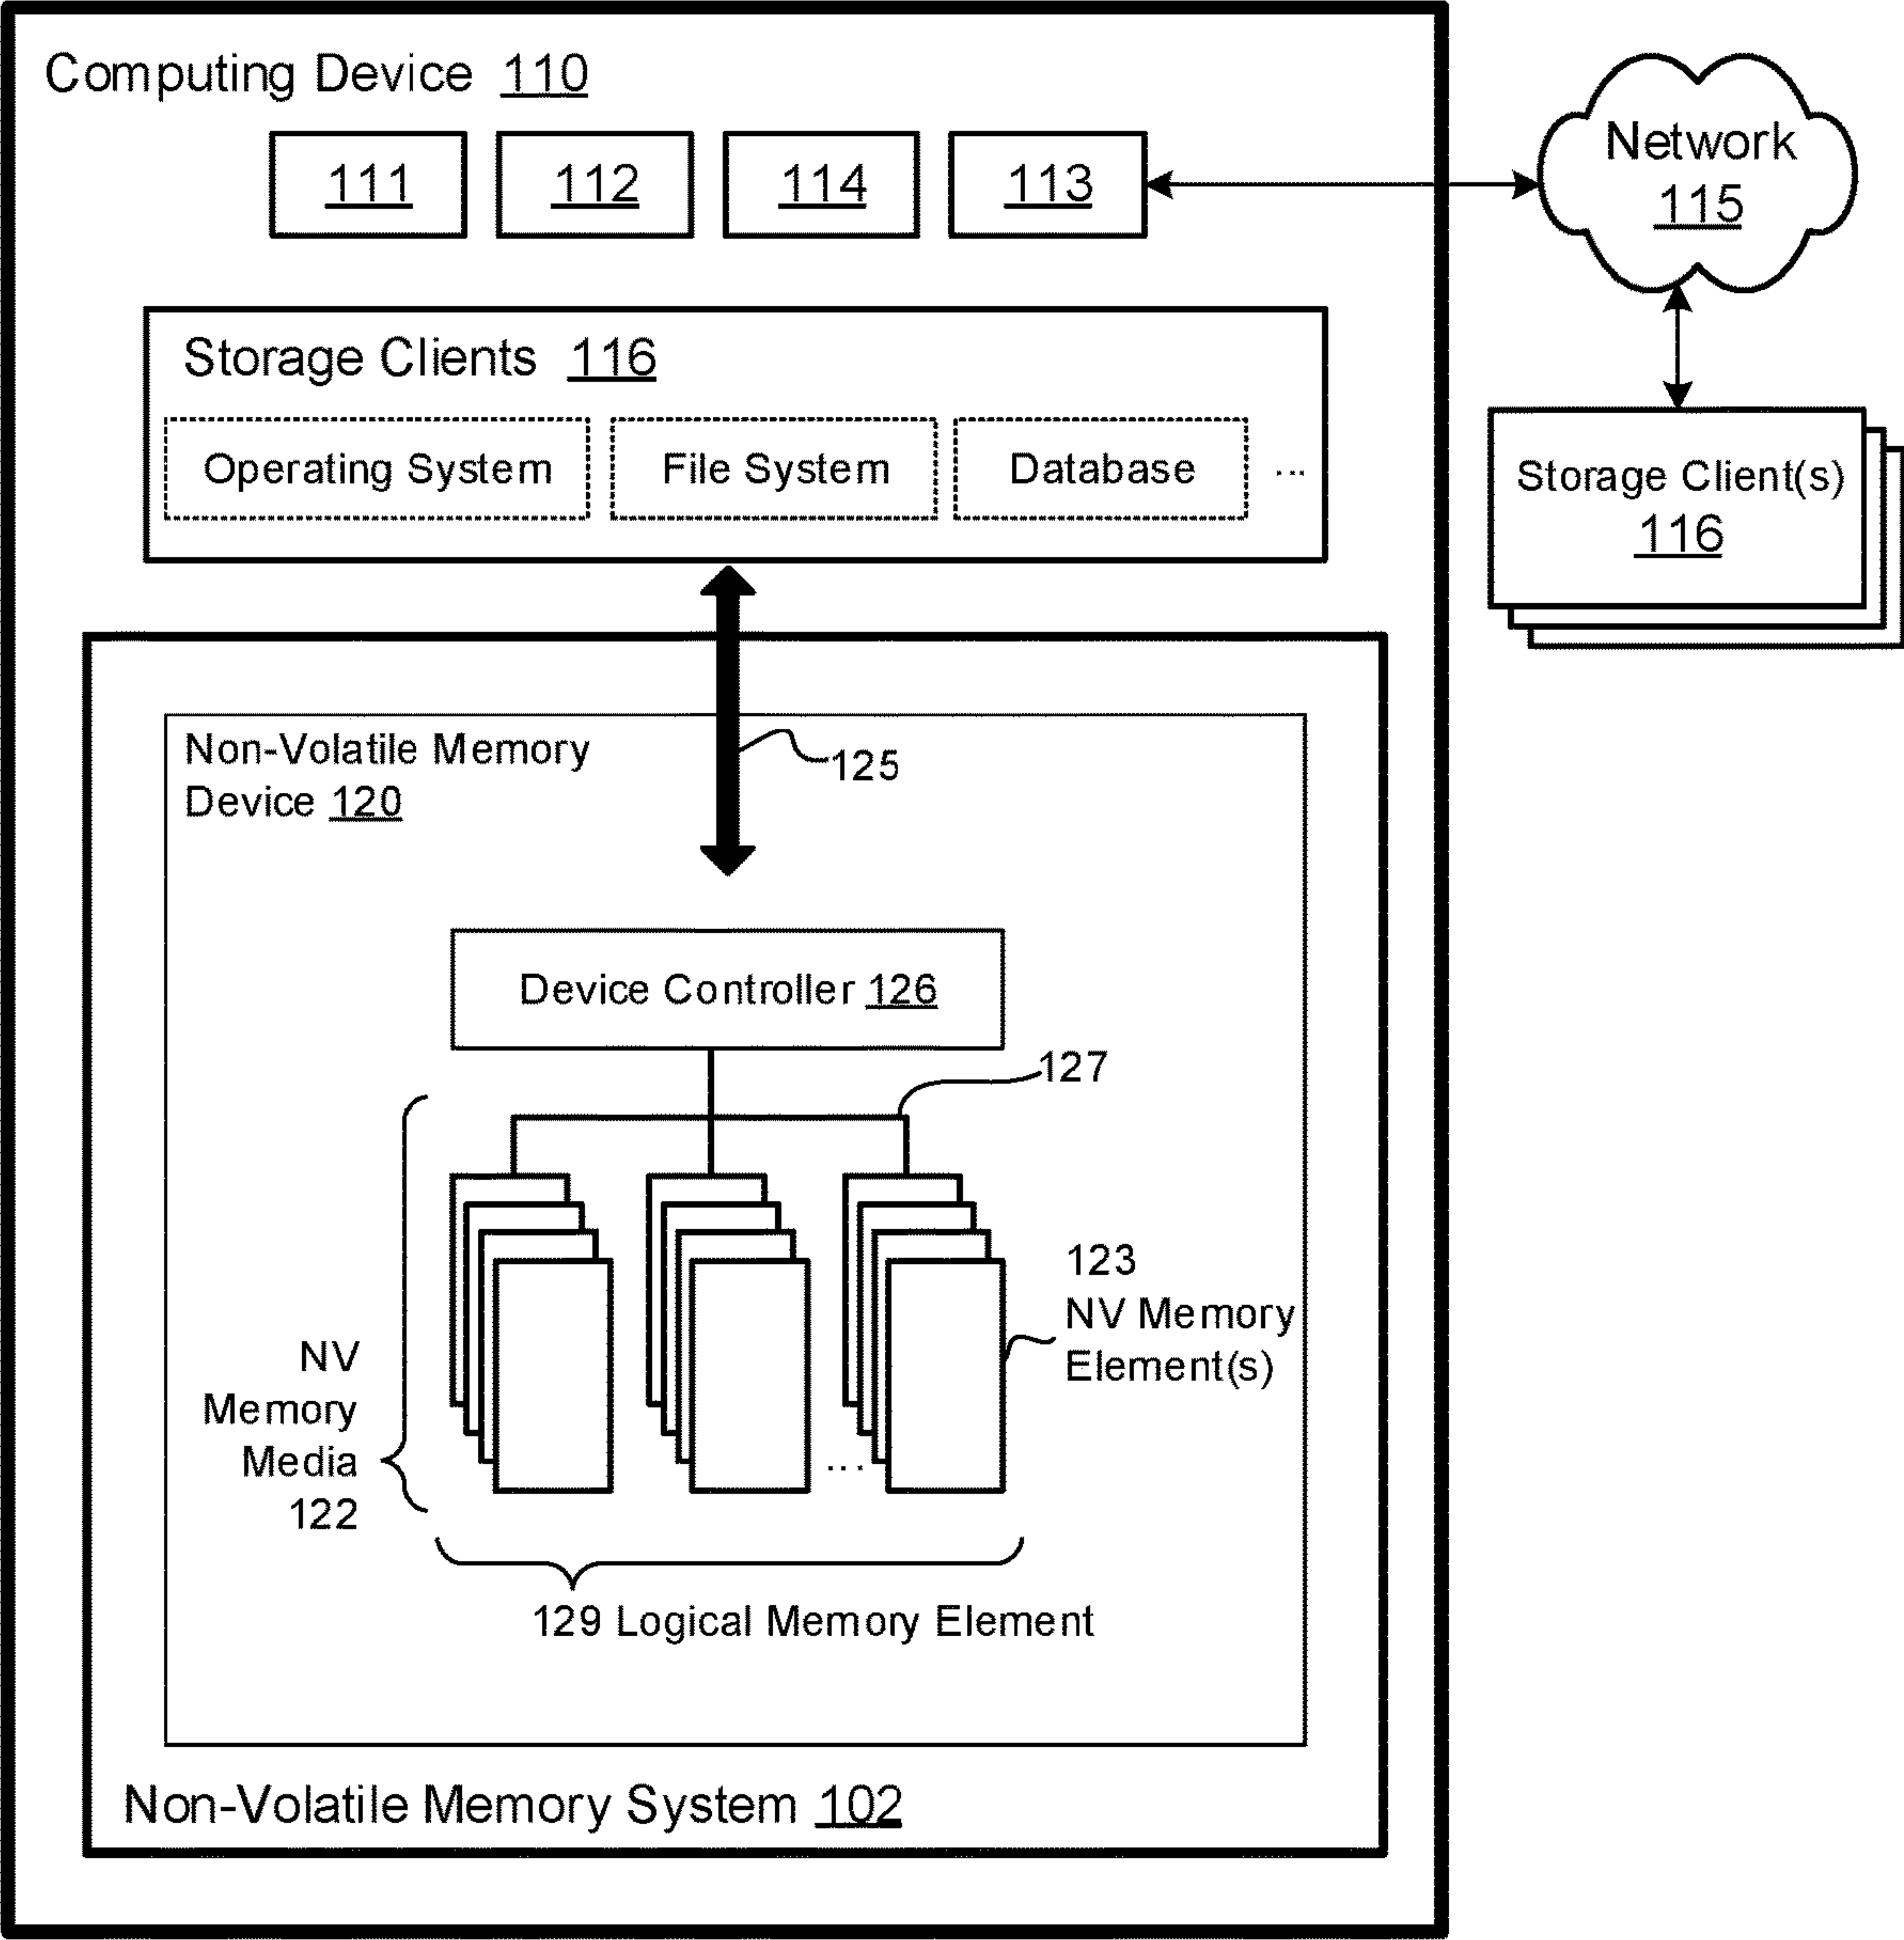 Computing Device 110
111
112
114
113
Network
115
Storage Clients 116
Operating System
File System
Database
...
Storage Client(s)
116
Non-Volatile Memory
Device 120
125
Device Controller 126
127
123
NV Memory
Element(s)
NV
Memory
Media
122
...
129 Logical Memory Element
Non-Volatile Memory System 102